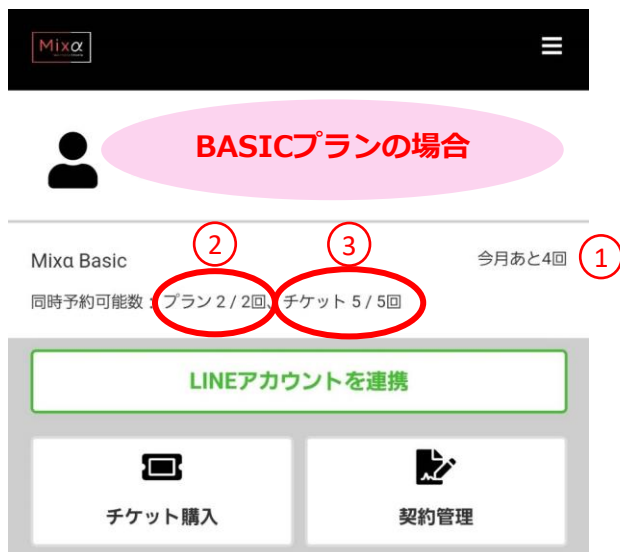 Mixα
BASICプランの場合
② ③
Mixα Basic 今月あと4回 ①
同時予約可能数：プラン 2 / 2回、チケット 5 / 5回
LINEアカウントを連携
チケット購入 契約管理